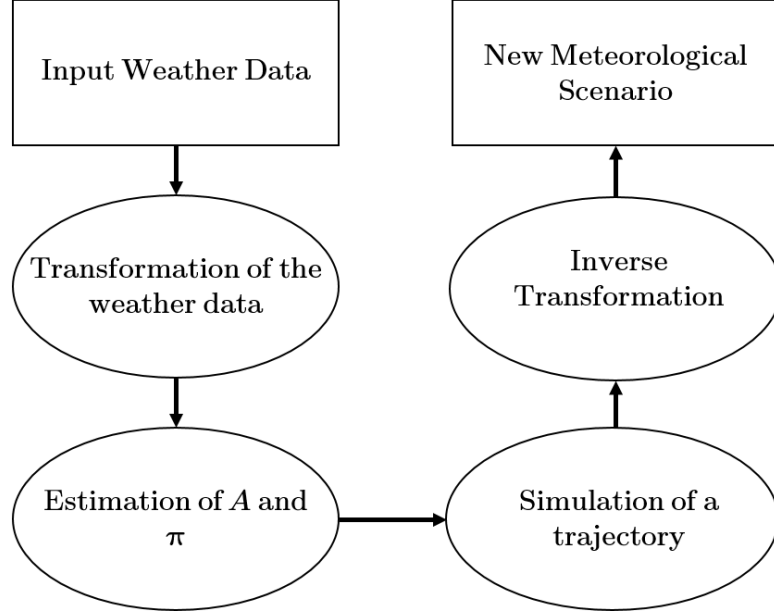 Input Weather Data
Transformation of the
weather data
Estimation of A and
π
Simulation of a
trajectory
Inverse
Transformation
New Meteorological
Scenario